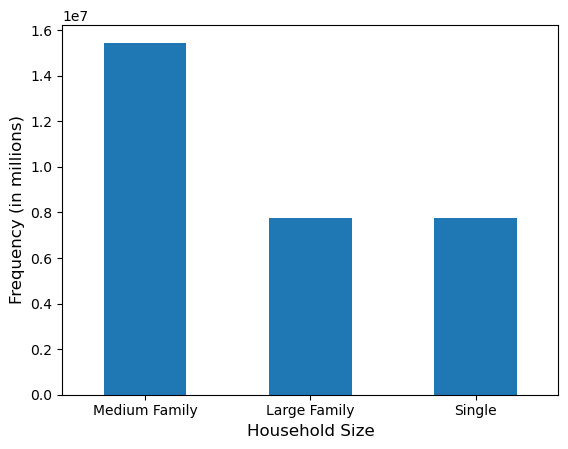 1e7
1.6
1.4
1.2
1.0
0.8
0.6
0.4
0.2
0.0
Frequency (in millions)
Medium Family
Large Family
Single
Household Size